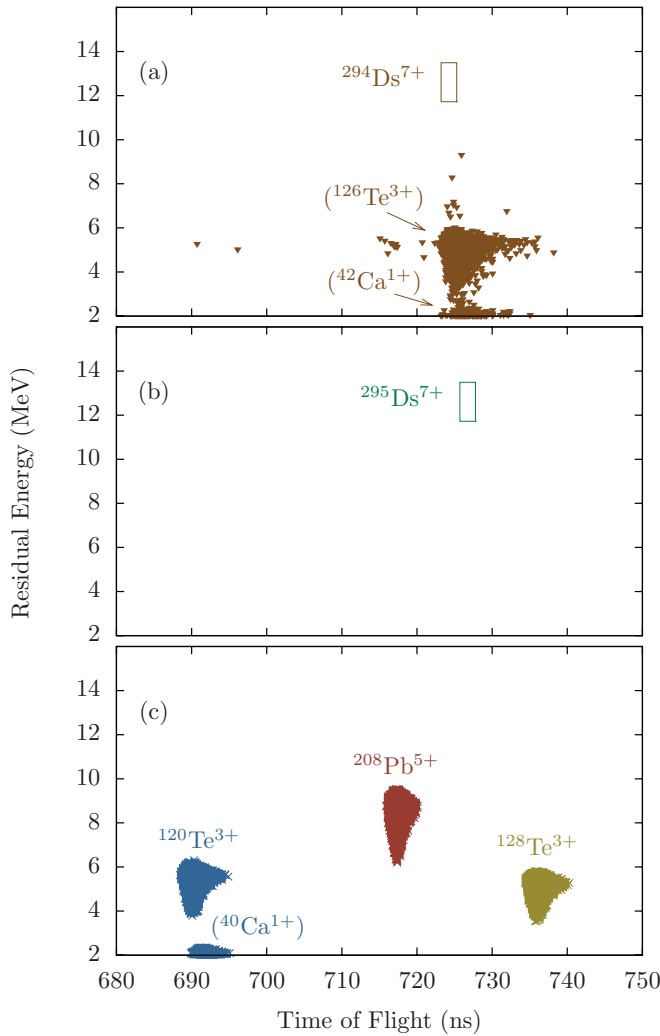 14
12
10
8
6
4
2
(a)
²⁹⁴Ds⁷⁺
(¹²⁶Te³⁺)
(⁴²Ca¹⁺)
14
12
10
8
6
4
2
(b)
²⁹⁵Ds⁷⁺
Residual Energy (MeV)
14
12
10
8
6
4
2
(c)
²⁰⁸Pb⁵⁺
¹²⁰Te³⁺
¹²⁸Te³⁺
(⁴⁰Ca¹⁺)
680 690 700 710 720 730 740 750
Time of Flight (ns)